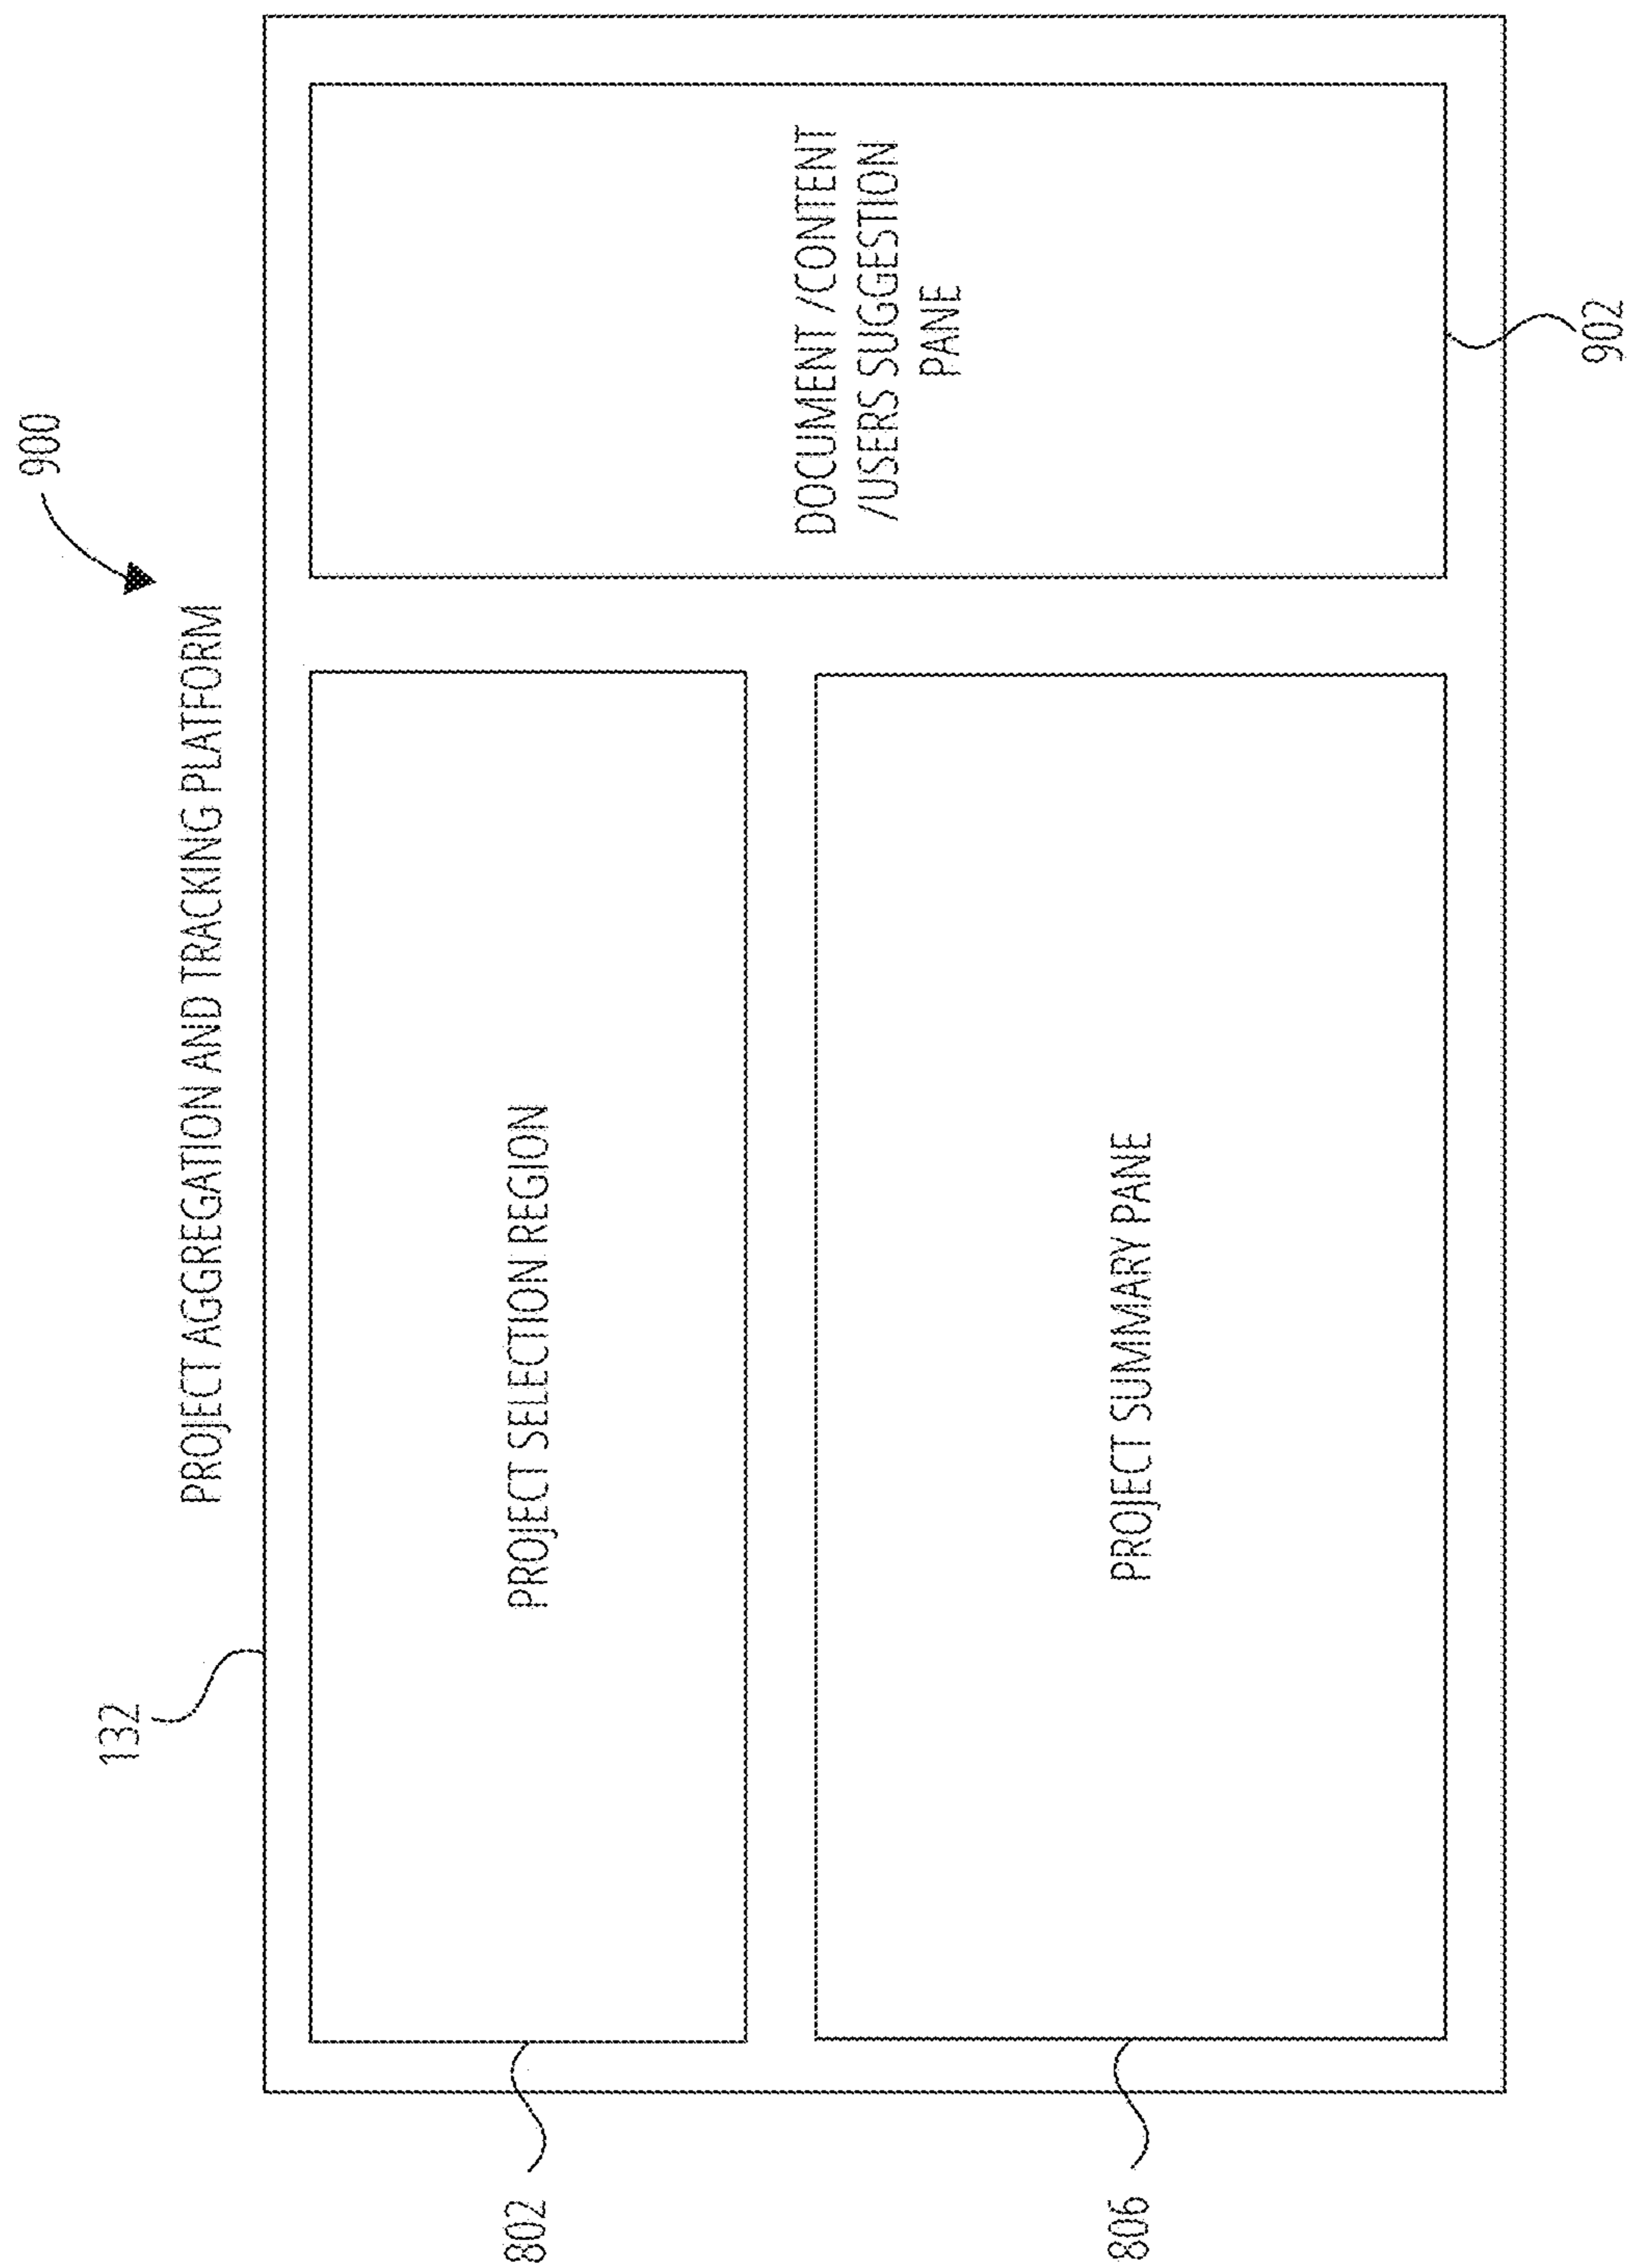 900
PROJECT AGGREGATION AND TRACKING PLATFORM
132
PROJECT SELECTION REGION
802
DOCUMENT /CONTENT
/USERS SUGGESTION
PANE
PROJECT SUMMARY PANE
806
902